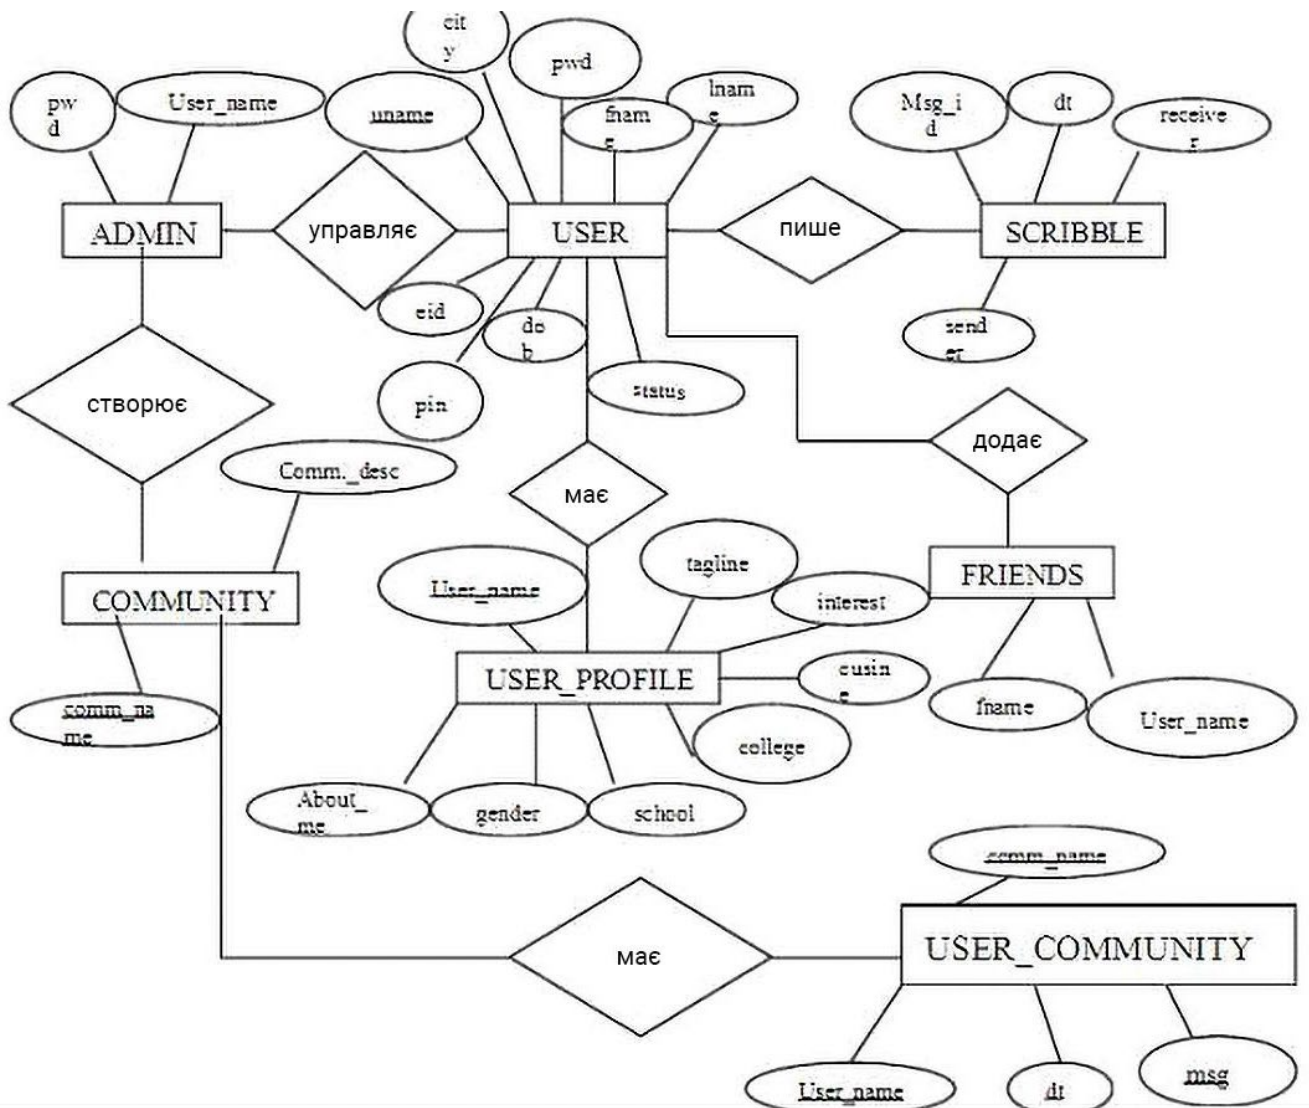 cit
y
pwd
pw
d
User_name
uname
fnam
e
lnam
e
Msg_i
d
dt
receive
r
ADMIN
управляє
USER
пише
SCRIBBLE
eid
do
b
send
er
pin
status
створює
додає
Comm._desc
має
tagline
User_name
interest
FRIENDS
COMMUNITY
USER_PROFILE
cusin
e
comm_na
me
fname
User_name
college
About_
me
gender
school
comm_name
має
USER_COMMUNITY
User_name
dt
msg